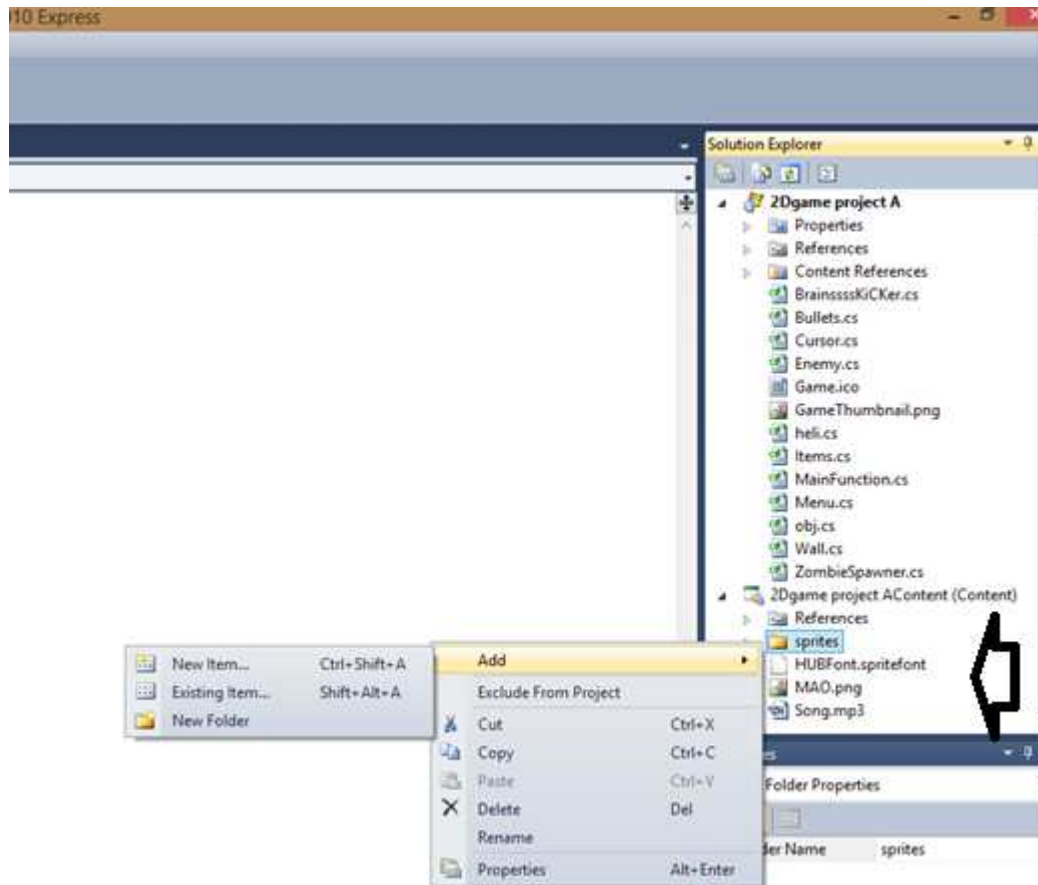 10 Express
Solution Explorer
2Dgame project A
Properties
References
Content References
BrainssssKiCKer.cs
Bullets.cs
Cursor.cs
Enemy.cs
Game.ico
GameThumbnail.png
heli.cs
Items.cs
MainFunction.cs
Menu.cs
obj.cs
Wall.cs
ZombieSpawner.cs
2Dgame project AContent (Content)
References
sprites
HUBFont.spritefont
MAO.png
Song.mp3
New Item... Ctrl+Shift+A
Existing Item... Shift+Alt+A
New Folder
Add
Exclude From Project
Cut Ctrl+X
Copy Ctrl+C
Paste Ctrl+V
Delete Del
Rename
Properties Alt+Enter
Folder Properties
der Name sprites